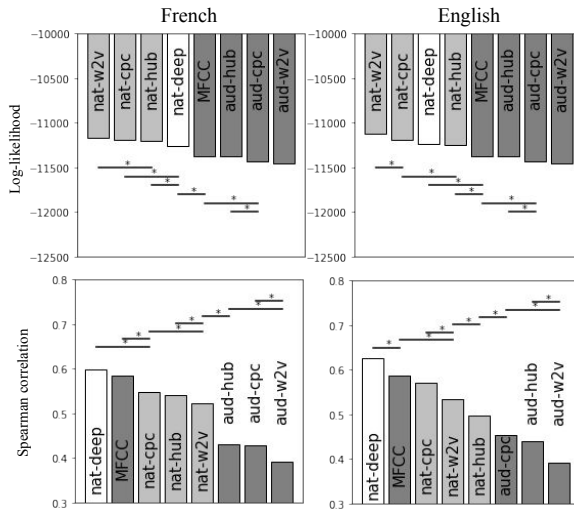 French
English
Log-likelihood
−10000
−10500
−11000
−11500
−12000
−12500
nat-w2v
nat-cpc
nat-hub
nat-deep
MFCC
aud-hub
aud-cpc
aud-w2v
* * * * * *
−10000
−10500
−11000
−11500
−12000
−12500
nat-w2v
nat-cpc
nat-deep
nat-hub
MFCC
aud-hub
aud-cpc
aud-w2v
* * * * * *
Spearman correlation
0.8
0.7
0.6
0.5
0.4
0.3
nat-deep
MFCC
nat-cpc
nat-hub
nat-w2v
aud-hub
aud-cpc
aud-w2v
* * * * * * *
0.8
0.7
0.6
0.5
0.4
0.3
nat-deep
MFCC
nat-cpc
nat-w2v
nat-hub
aud-cpc
aud-hub
aud-w2v
* * * * * * *